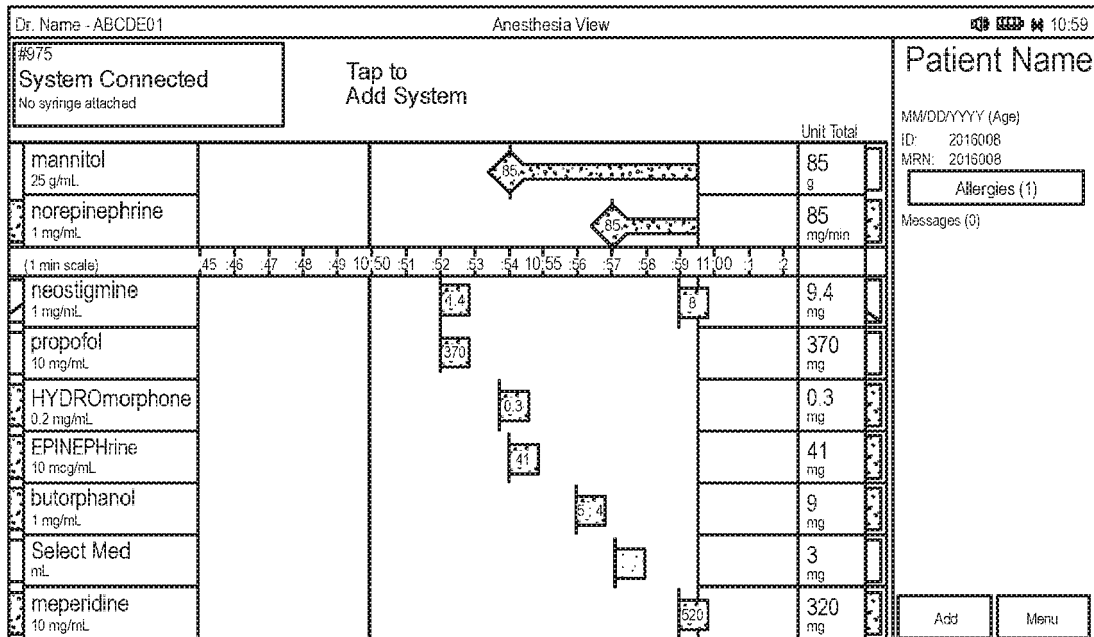 Dr. Name - ABCDE01 Anesthesia View 10:59
#975
System Connected
No syringe attached
Tap to
Add System
Patient Name
MM/DD/YYYY (Age)
ID: 2016008
MRN: 2016008
Allergies (1)
Messages (0)
Unit Total
mannitol 85 85
25 g/mL g
norepinephrine 85 85
1 mg/mL mg/min
(1 min scale) :45 :46 :47 :48 :49 10:50 :51 :52 :53 :54 10:55 :56 :57 :58 :59 11:00 :1 :2
neostigmine 8 9.4
1 mg/mL mg
propofol 370 370
10 mg/mL mg
HYDROmorphone 0.3 0.3
0.2 mg/mL mg
EPINEPHrine 41 41
10 mcg/mL mg
butorphanol 9
1 mg/mL mg
Select Med 3
mL mg
meperidine 520 320
10 mg/mL mg
Add Menu